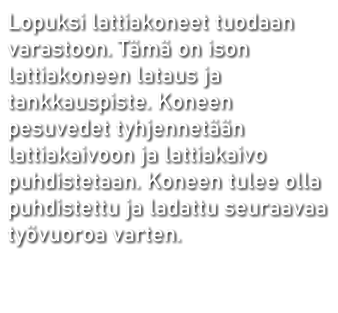 Lopuksi lattiakoneet tuodaan
varastoon. Tämä on ison
lattiakoneen lataus ja
tankkauspiste. Koneen
pesuvedet tyhjennetään
lattiakaivoon ja lattiakaivo
puhdistetaan. Koneen tulee olla
puhdistettu ja ladattu seuraavaa
työvuoroa varten.